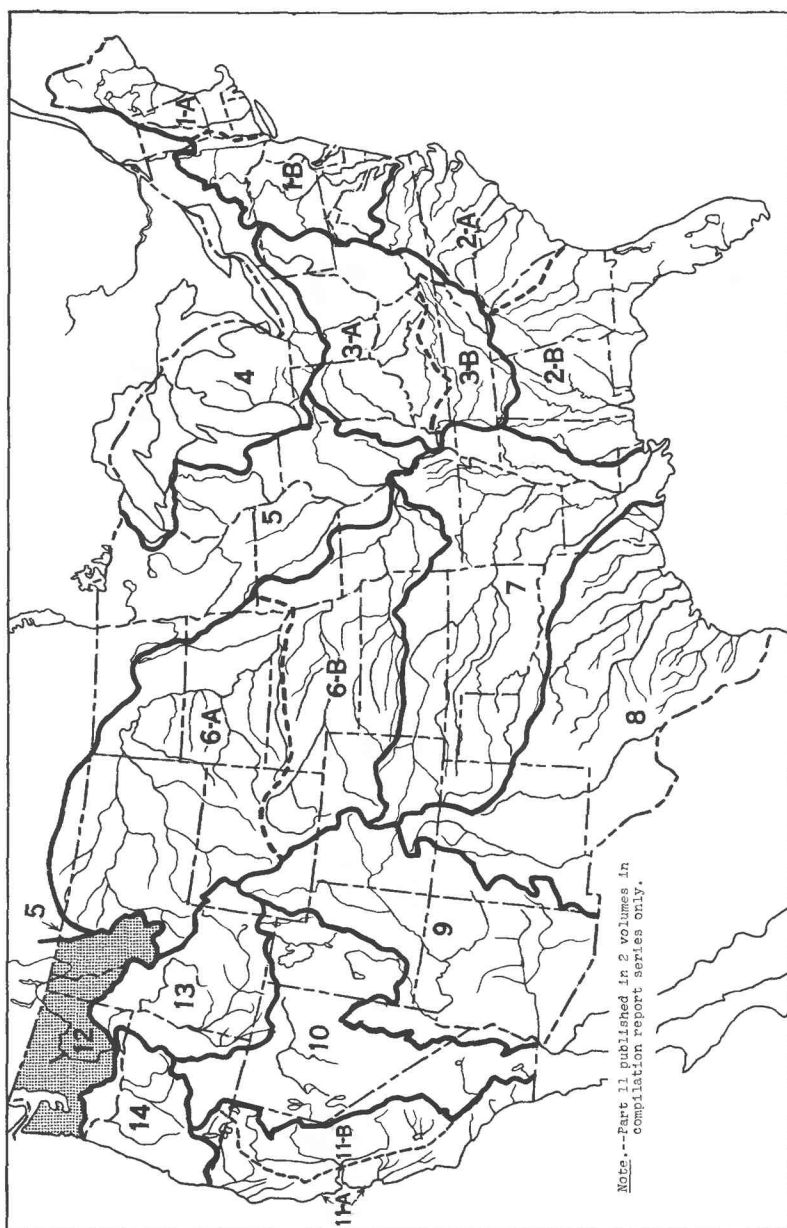 1-A
1-B
2-A
2-B
3-A
3-B
4
5
5
6-A
6-B
7
8
9
10
11-A
11-B
12
13
14
Note.--Part 11 published in 2 volumes in
compilation report series only.